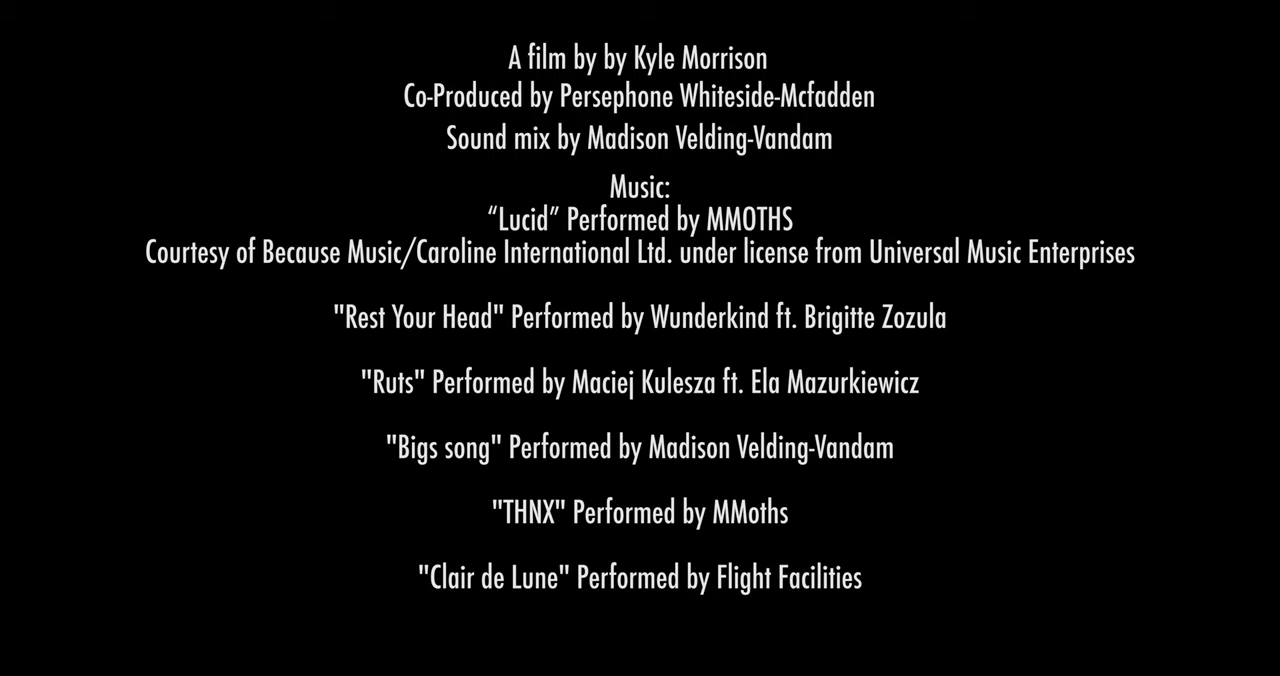 A film by by Kyle Morrison
Co-Produced by Persephone Whiteside-Mcfadden
Sound mix by Madison Velding-Vandam
Music:
“Lucid” Performed by MMOTHS
Courtesy of Because Music/Caroline International Ltd. under license from Universal Music Enterprises
"Rest Your Head" Performed by Wunderkind ft. Brigitte Zozula
"Ruts" Performed by Maciej Kulesza ft. Ela Mazurkiewicz
"Bigs song" Performed by Madison Velding-Vandam
"THNX" Performed by MMoths
"Clair de Lune" Performed by Flight Facilities